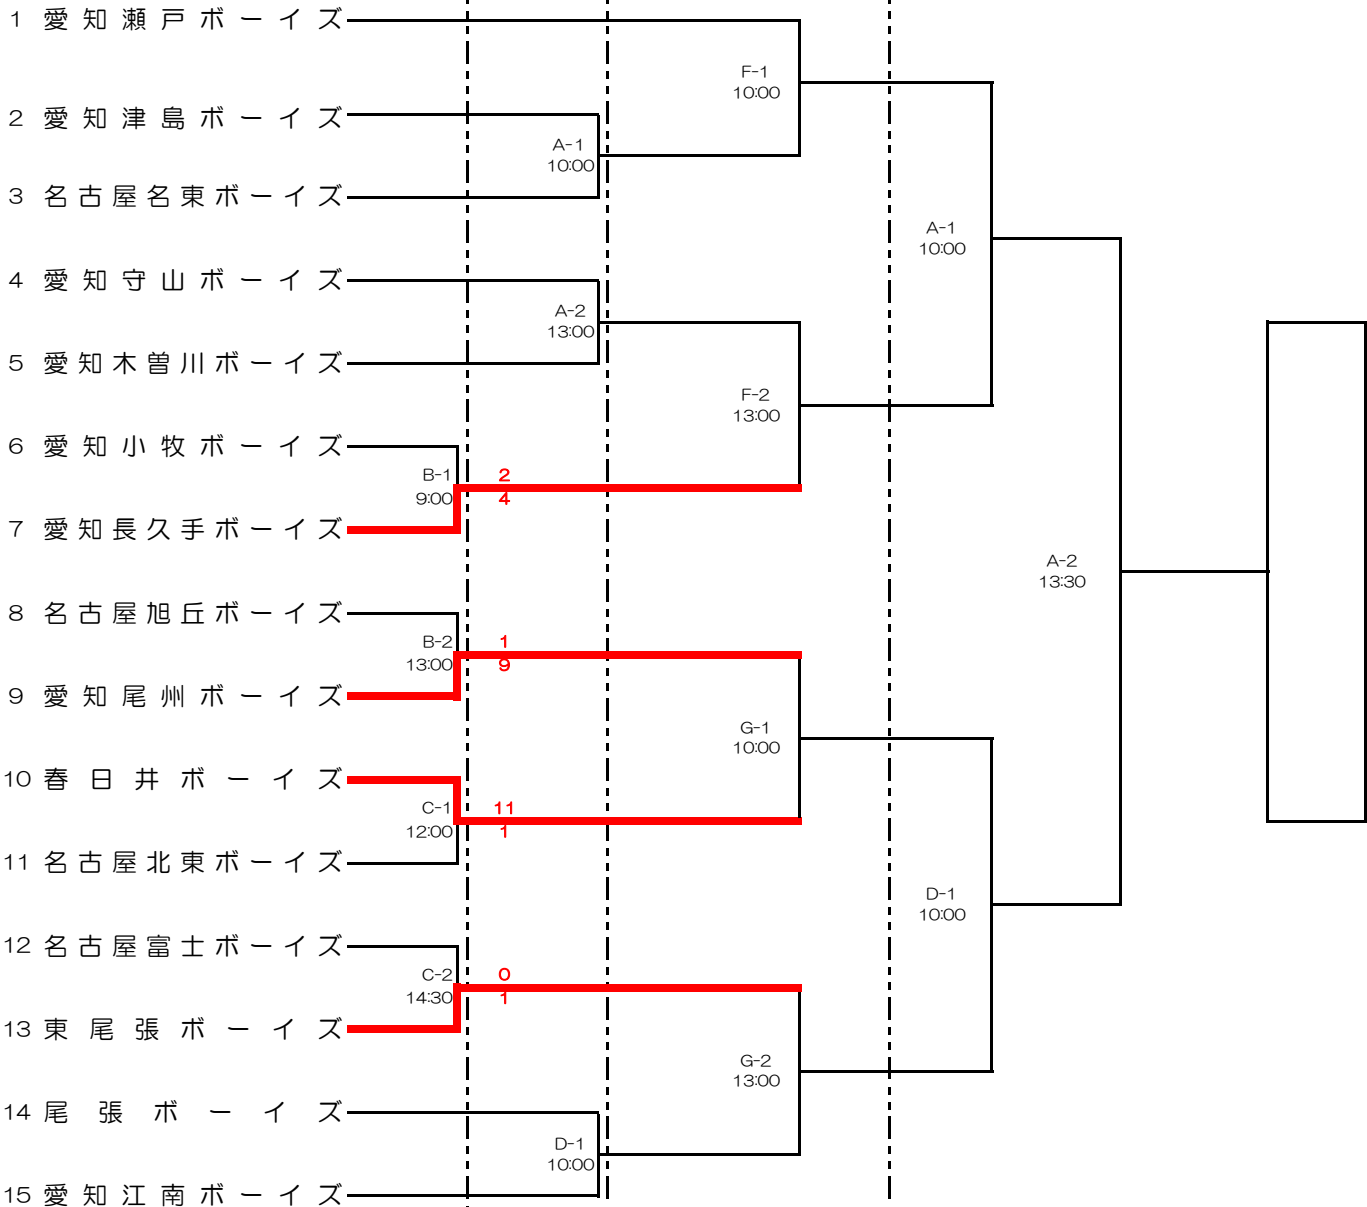 1 愛知瀬戸ボーイズ
F-1
10:00
2 愛知津島ボーイズ
A-1
10:00
3 名古屋名東ボーイズ
A-1
10:00
4 愛知守山ボーイズ
A-2
13:00
5 愛知木曽川ボーイズ
F-2
13:00
6 愛知小牧ボーイズ
B-1 2
9:00 4
7 愛知長久手ボーイズ
A-2
13:30
8 名古屋旭丘ボーイズ
B-2 1
13:00 9
9 愛知尾州ボーイズ
G-1
10:00
10 春日井ボーイズ
C-1 11
12:00 1
11 名古屋北東ボーイズ
D-1
10:00
12 名古屋富士ボーイズ
C-2 0
14:30 1
13 東尾張ボーイズ
G-2
13:00
14 尾張ボーイズ
D-1
10:00
15 愛知江南ボーイズ